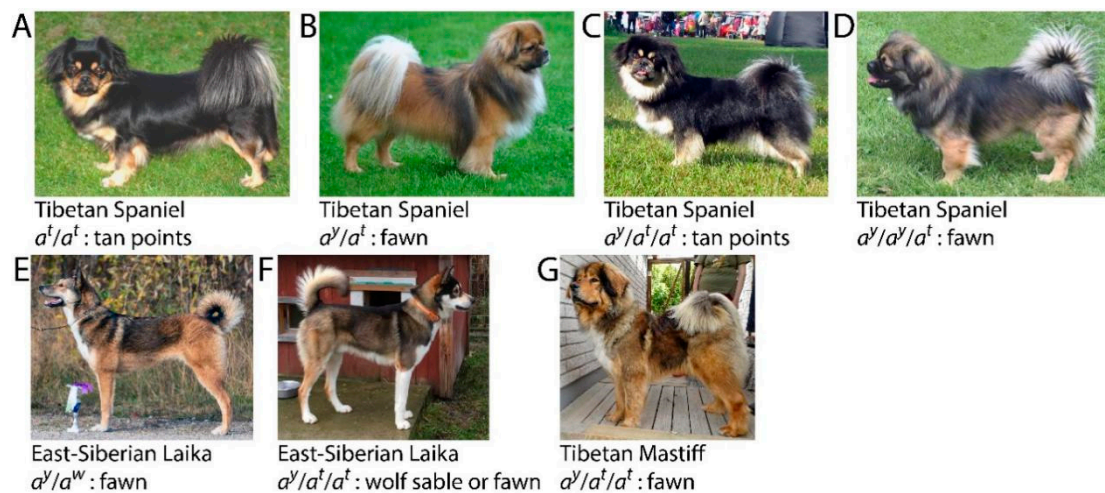 A
B
C
D
Tibetan Spaniel
a^t/a^t : tan points
Tibetan Spaniel
a^y/a^t : fawn
Tibetan Spaniel
a^y/a^t/a^t : tan points
Tibetan Spaniel
a^y/a^y/a^t : fawn
E
F
G
East-Siberian Laika
a^y/a^w : fawn
East-Siberian Laika
a^y/a^t/a^t : wolf sable or fawn
Tibetan Mastiff
a^y/a^t/a^t : fawn